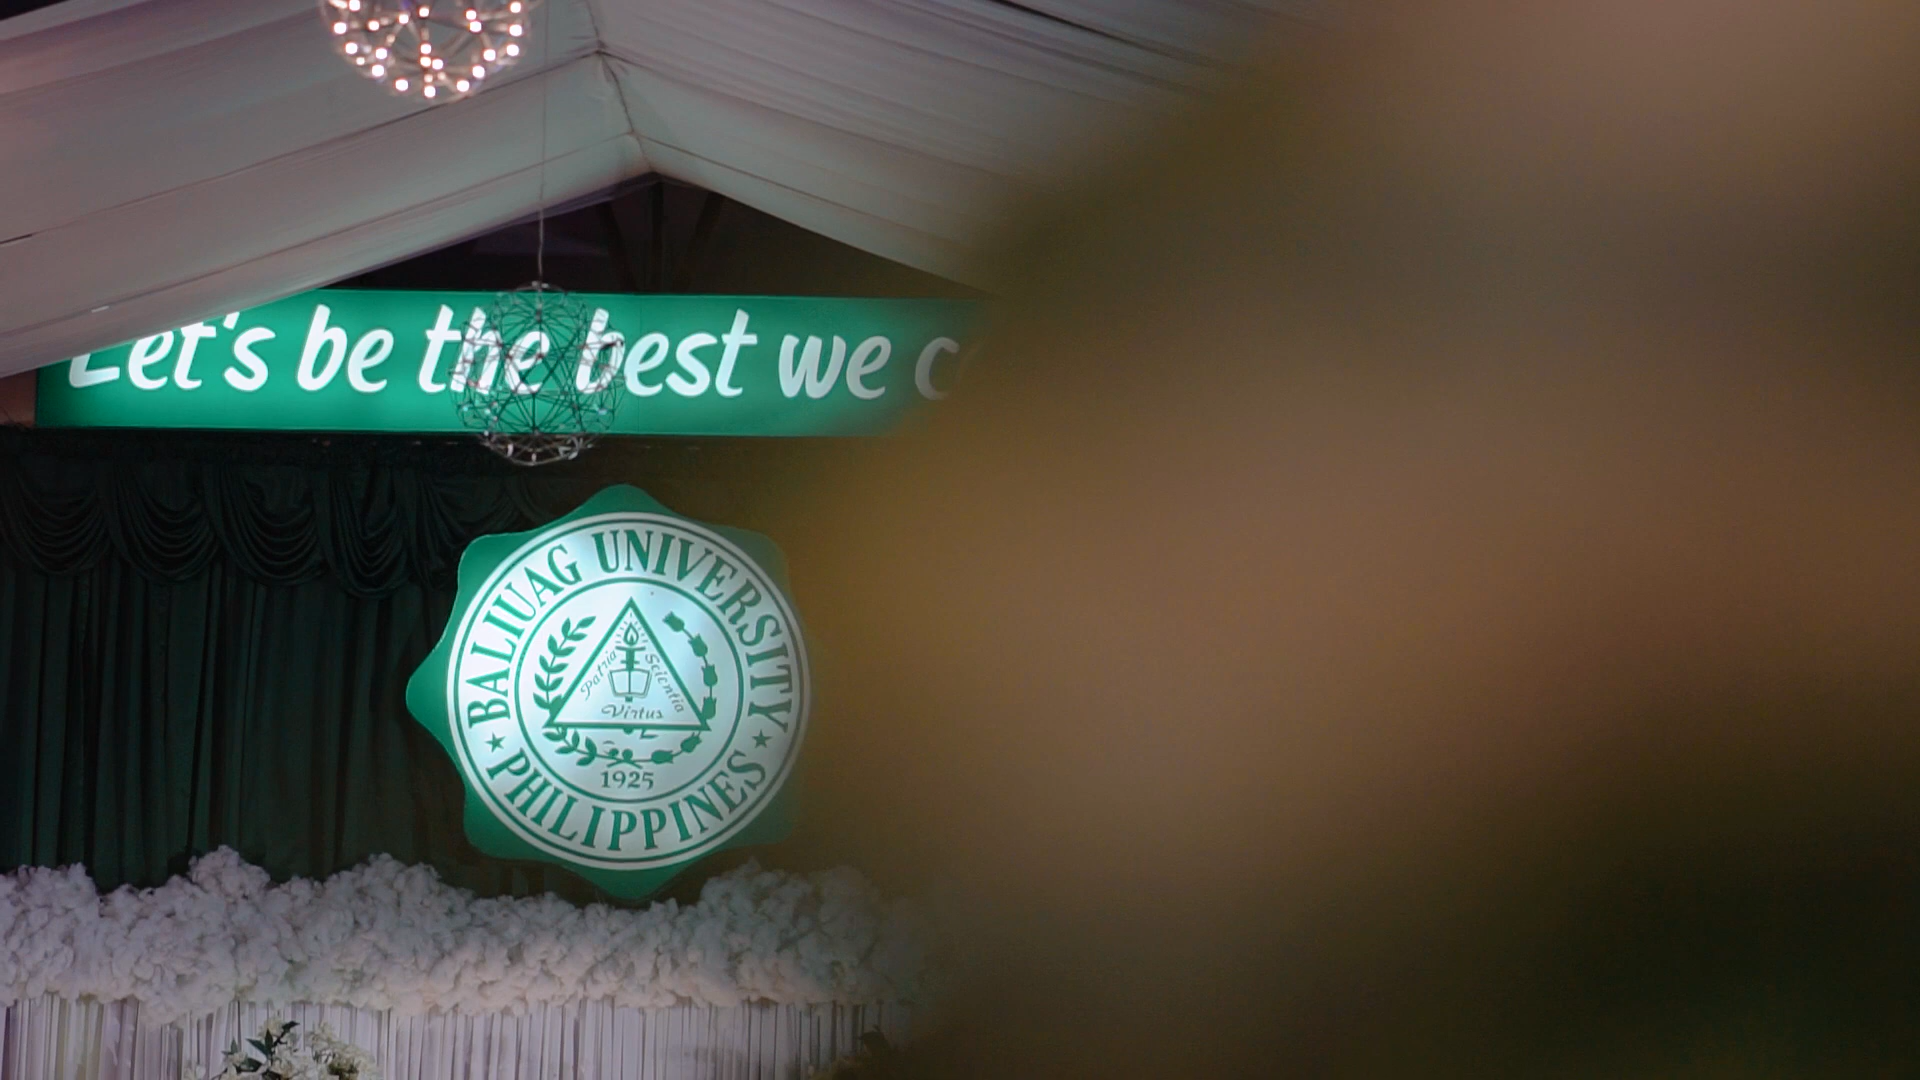 Let's be the best we c
BALIUAG UNIVERSITY
Patria
Scientia
Virtus
1925
PHILIPPINES